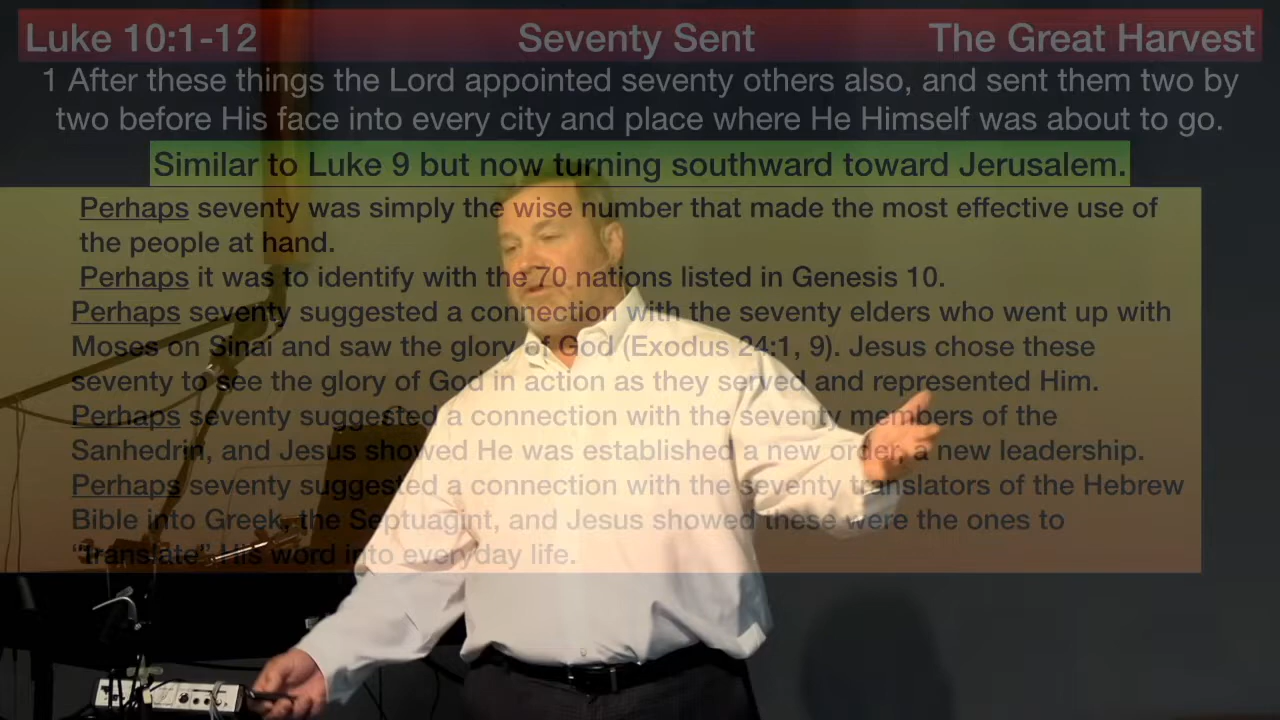 Luke 10:1-12 Seventy Sent The Great Harvest
1 After these things the Lord appointed seventy others also, and sent them two by
two before His face into every city and place where He Himself was about to go.
Similar to Luke 9 but now turning southward toward Jerusalem.
Perhaps seventy was simply the wise number that made the most effective use of
the people at hand.
Perhaps it was to identify with the 70 nations listed in Genesis 10.
Perhaps seventy suggested a connection with the seventy elders who went up with
Moses on Sinai and saw the glory of God (Exodus 24:1, 9). Jesus chose these
seventy to see the glory of God in action as they served and represented Him.
Perhaps seventy suggested a connection with the seventy members of the
Sanhedrin, and Jesus showed He was established a new order, a new leadership.
Perhaps seventy suggested a connection with the seventy translators of the Hebrew
Bible into Greek, the Septuagint, and Jesus showed these were the ones to
“Translate” His word into everyday life.